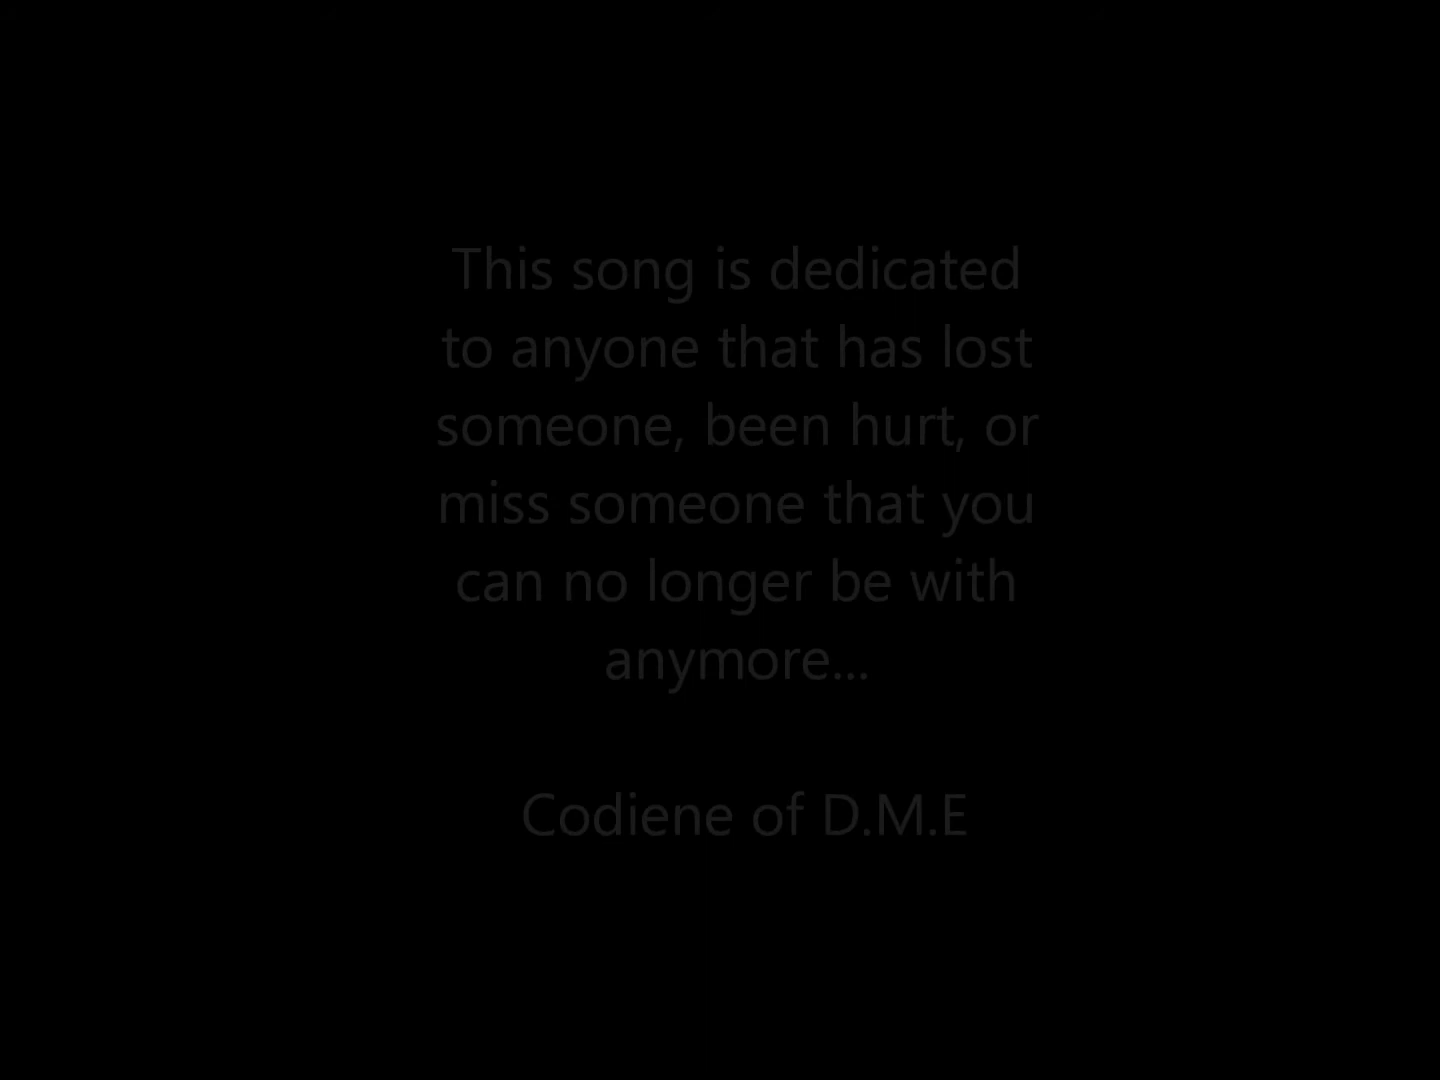 This song is dedicated
to anyone that has lost
someone, been hurt, or
miss someone that you
can no longer be with
anymore...
Codiene of D.M.E